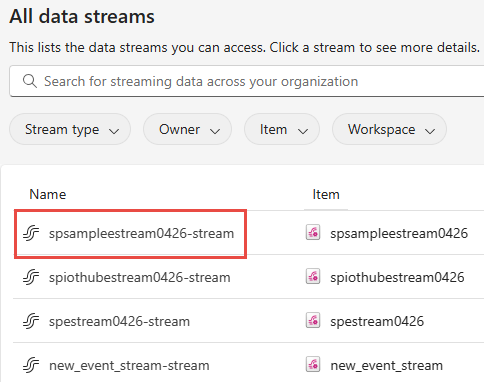 All data streams
This lists the data streams you can access. Click a stream to see more details.
Search for streaming data across your organization
Stream type Owner Item Workspace
Name Item
spsampleestream0426-stream spsampleestream0426
spiothubestream0426-stream spiothubestream0426
spestream0426-stream spestream0426
new_event_stream-stream new_event_stream